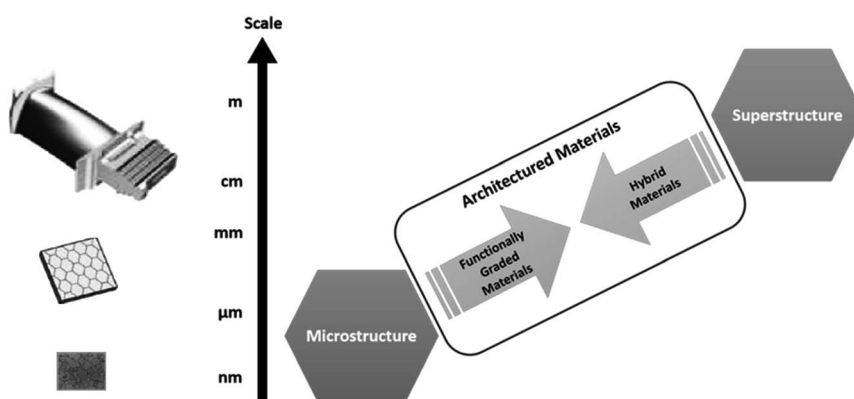 Scale
m
cm
mm
μm
nm
Superstructure
Architectured Materials
Hybrid
Materials
Functionally
Graded
Materials
Microstructure